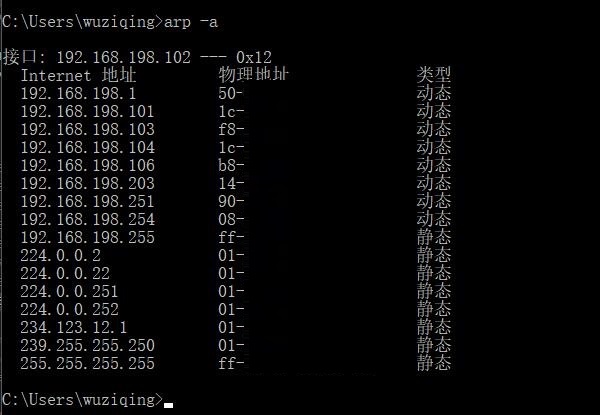 C:\Users\wuziqing>arp -a
接口: 192.168.198.102 --- 0x12
Internet 地址 物理地址 类型
192.168.198.1 50- 动态
192.168.198.101 1c- 动态
192.168.198.103 f8- 动态
192.168.198.104 1c- 动态
192.168.198.106 b8- 动态
192.168.198.203 14- 动态
192.168.198.251 90- 动态
192.168.198.254 08- 动态
192.168.198.255 ff- 静态
224.0.0.2 01- 静态
224.0.0.22 01- 静态
224.0.0.251 01- 静态
224.0.0.252 01- 静态
234.123.12.1 01- 静态
239.255.255.250 01- 静态
255.255.255.255 ff- 静态
C:\Users\wuziqing>